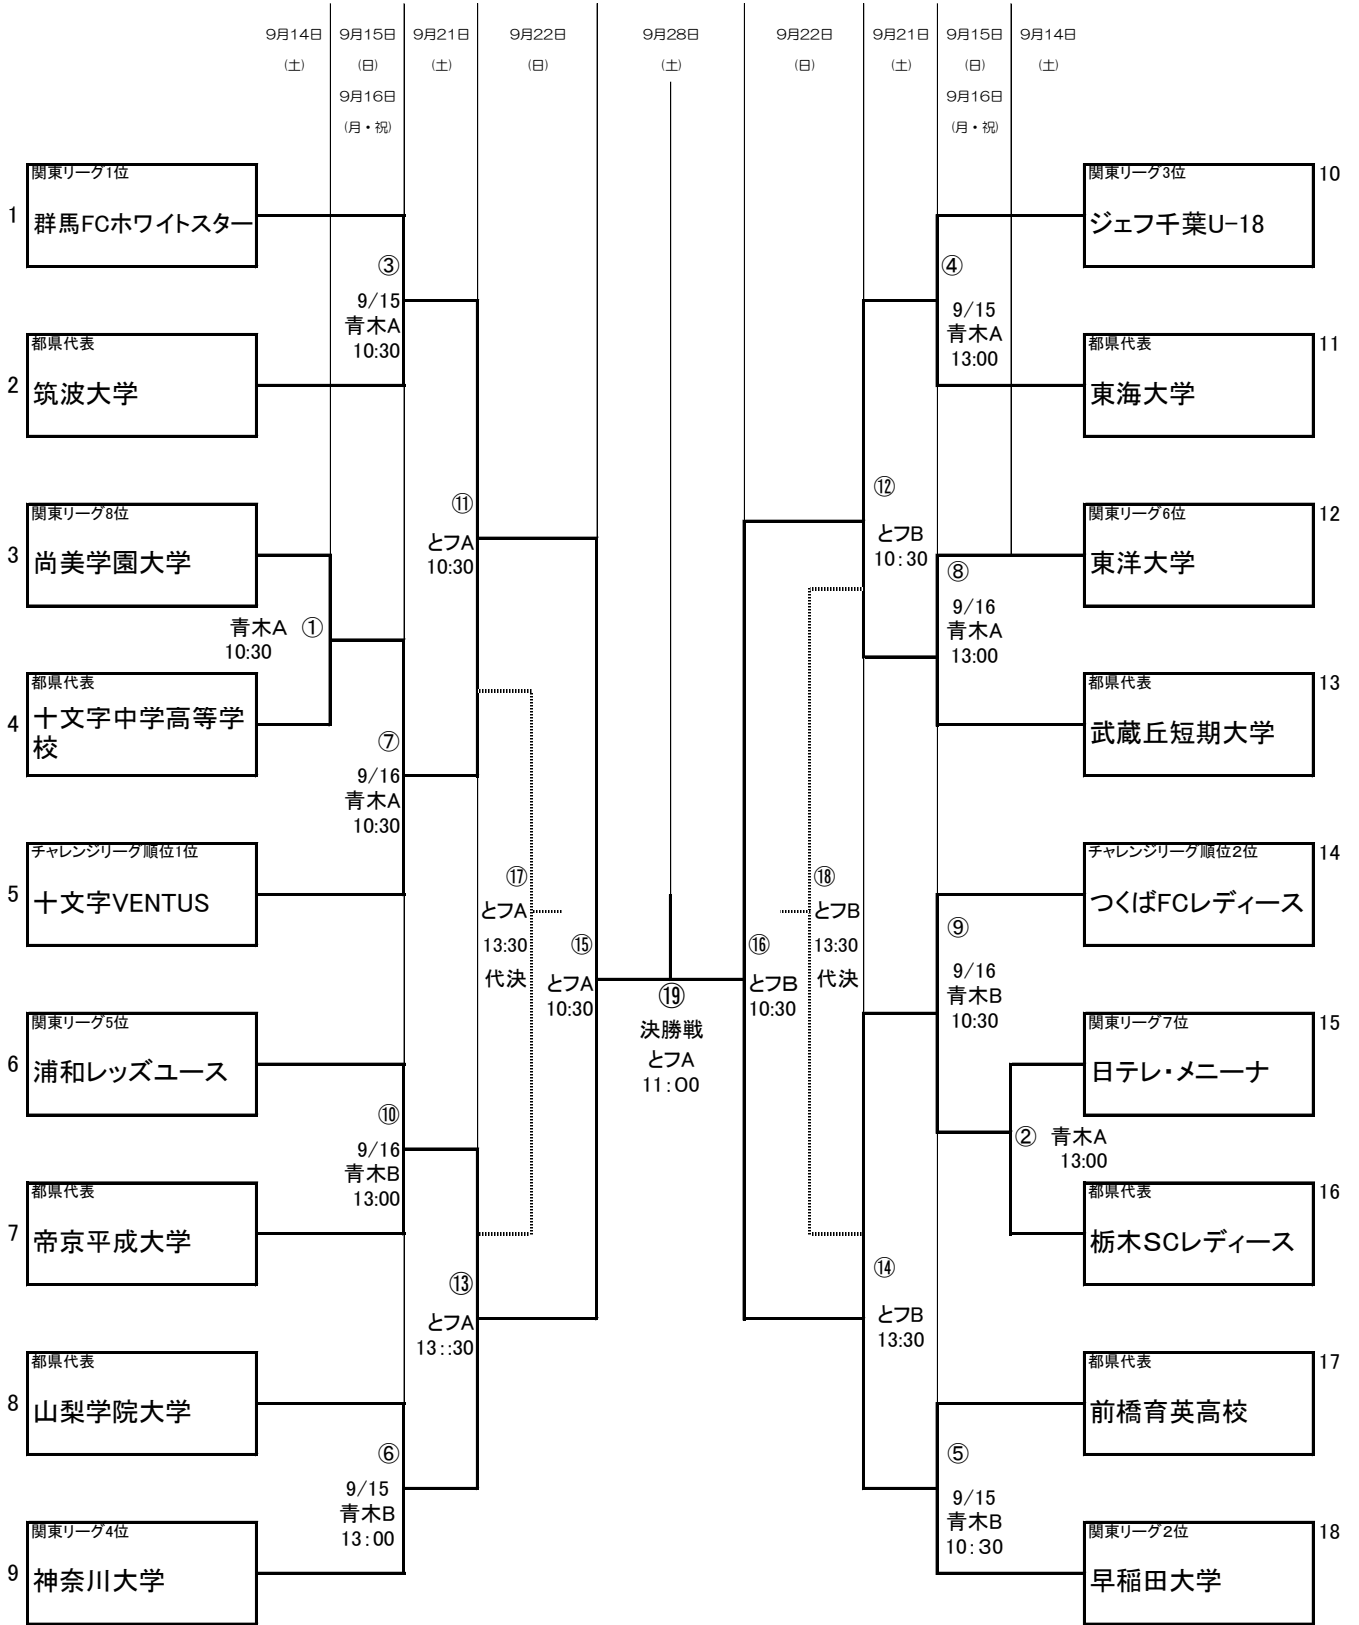 9月14日 9月15日 9月21日 9月22日 9月28日 9月22日 9月21日 9月15日 9月14日
(土) (日) (土) (日) (土) (日) (土) (日) (土)
9月16日 9月16日
(月・祝) (月・祝)
1
関東リーグ1位
群馬FCホワイトスター
2
都県代表
筑波大学
3
関東リーグ8位
尚美学園大学
4
都県代表
十文字中学高等学
校
5
チャレンジリーグ順位1位
十文字VENTUS
6
関東リーグ5位
浦和レッズユース
7
都県代表
帝京平成大学
8
都県代表
山梨学院大学
9
関東リーグ4位
神奈川大学
青木A ①
10:30
③
9/15
青木A
10:30
⑦
9/16
青木A
10:30
⑩
9/16
青木B
13:00
⑥
9/15
青木B
13:00
⑪
とフA
10:30
⑬
とフA
13::30
⑰
とフA
13:30
代決
⑮
とフA
10:30
⑲
決勝戦
とフA
11:00
⑯
とフB
10:30
⑱
とフB
13:30
代決
⑫
とフB
10:30
⑭
とフB
13:30
④
9/15
青木A
13:00
⑧
9/16
青木A
13:00
⑨
9/16
青木B
10:30
② 青木A
13:00
⑤
9/15
青木B
10:30
関東リーグ3位
ジェフ千葉U-18
10
都県代表
東海大学
11
関東リーグ6位
東洋大学
12
都県代表
武蔵丘短期大学
13
チャレンジリーグ順位2位
つくばFCレディース
14
関東リーグ7位
日テレ・メニーナ
15
都県代表
栃木SCレディース
16
都県代表
前橋育英高校
17
関東リーグ2位
早稲田大学
18